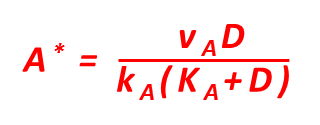 A* = v_A D / k_A (K_A + D)